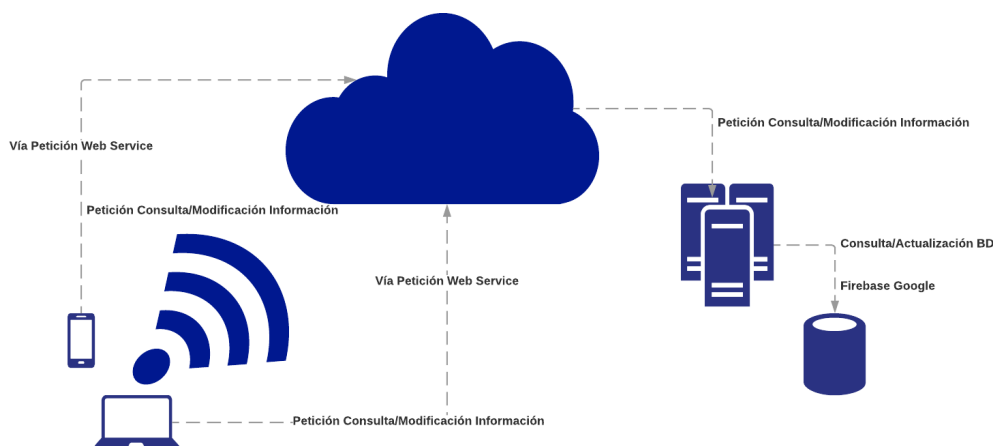 Petición Consulta/Modificación Información
Vía Petición Web Service
Petición Consulta/Modificación Información
Consulta/Actualización BD
Vía Petición Web Service
Firebase Google
Petición Consulta/Modificación Información